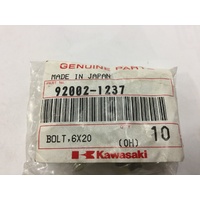 GENUINE PARTS
MADE IN JAPAN
92002-1237
BOLT,6X20
(OH) 10
Kawasaki